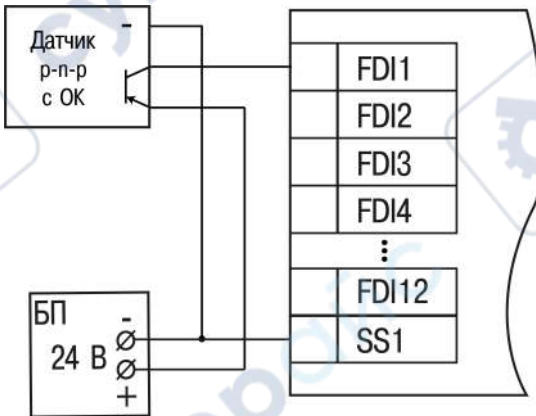 Датчик
p-n-p
с ОК
-
FDI1
FDI2
FDI3
FDI4
FDI12
SS1
БП
-
24 В
+